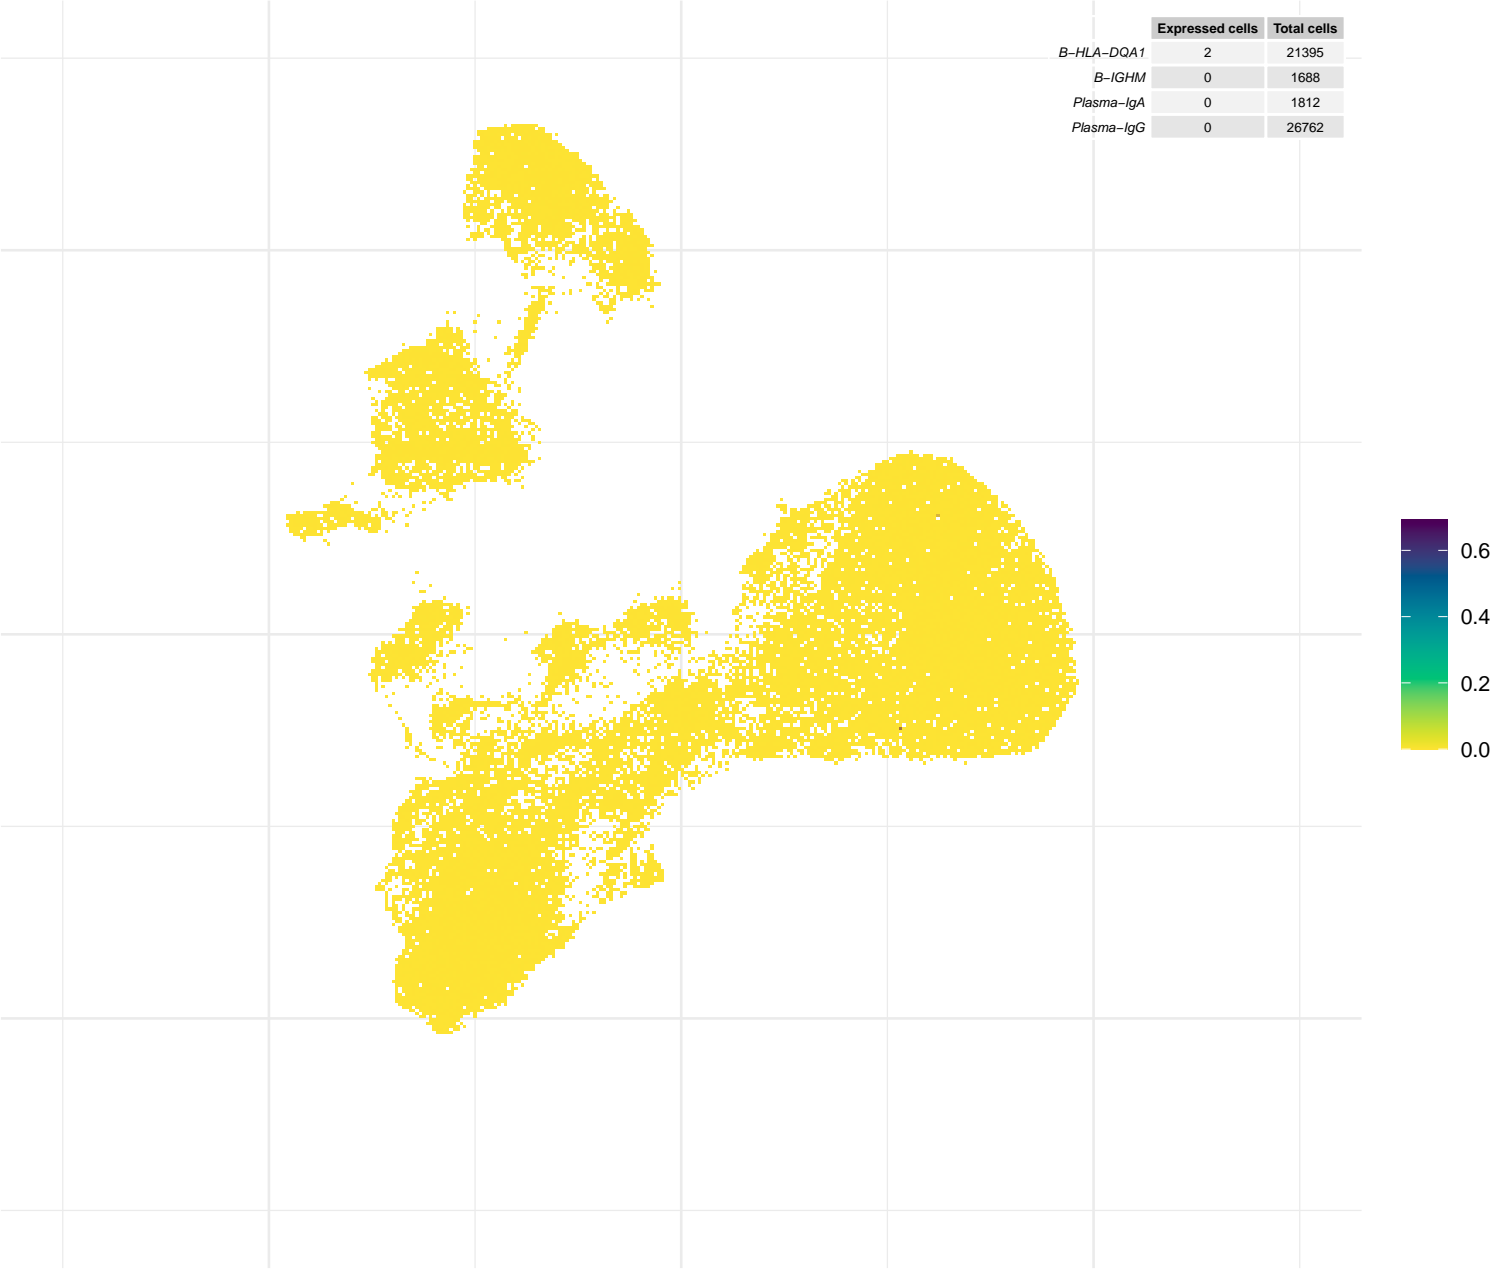 Expressed cells Total cells
B−HLA−DQA1 2 21395
B−IGHM 0 1688
Plasma−IgA 0 1812
Plasma−IgG 0 26762
0.6
0.4
0.2
0.0